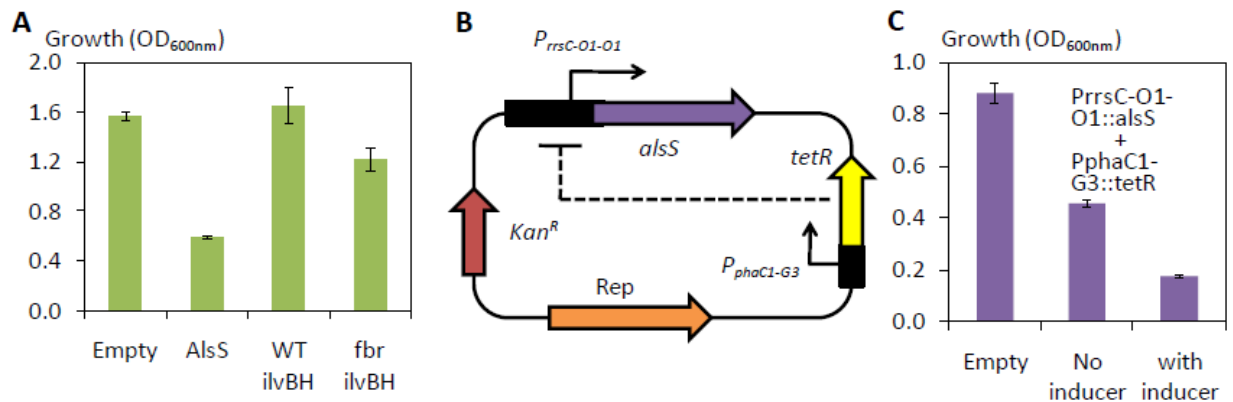 A
Growth (OD600nm)
2.0
1.6
1.2
0.8
0.4
0.0
Empty
AlsS
WT
ilvBH
fbr
ilvBH
B
PrrsC-O1-O1
alsS
tetR
KanR
PphaC1-G3
Rep
C
Growth (OD600nm)
1.0
0.8
0.6
0.4
0.2
0.0
PrrsC-O1-
O1::alsS
+
PphaC1-
G3::tetR
Empty
No
inducer
with
inducer